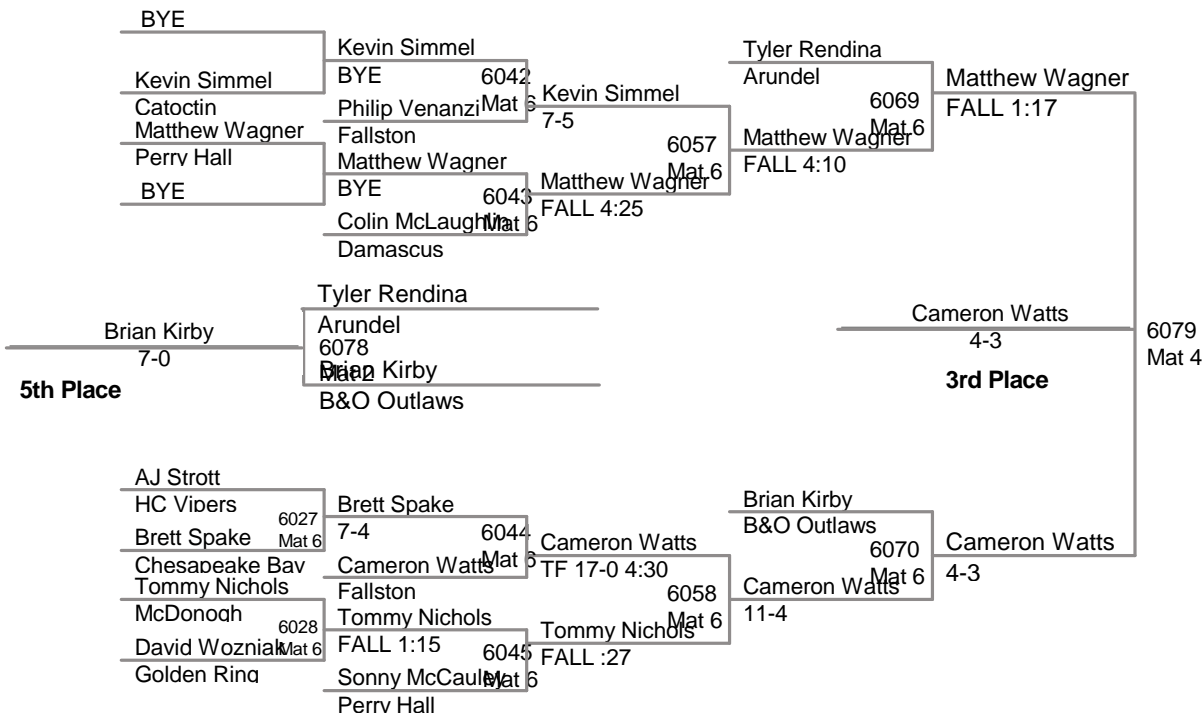 BYE
Kevin Simmel
Catoctin
Matthew Wagner
Perry Hall
BYE
Kevin Simmel
BYE
6042
Mat 6
Philip Venanzi
Fallston
Matthew Wagner
BYE
6043
Mat 6
Colin McLaughlin
Damascus
Kevin Simmel
7-5
6057
Mat 6
Matthew Wagner
FALL 4:25
Tyler Rendina
Arundel
6069
Mat 6
Matthew Wagner
FALL 4:10
Matthew Wagner
FALL 1:17
Tyler Rendina
Arundel
6078
Mat 2
Brian Kirby
B&O Outlaws
Brian Kirby
7-0
5th Place
Cameron Watts
4-3
3rd Place
6079
Mat 4
AJ Strott
HC Vipers
6027
Mat 6
Brett Spake
Chesapeake Bay
Tommy Nichols
McDonogh
6028
Mat 6
David Wozniak
Golden Ring
Brett Spake
7-4
6044
Mat 6
Cameron Watts
Fallston
Tommy Nichols
FALL 1:15
6045
Mat 6
Sonny McCauley
Perry Hall
Cameron Watts
TF 17-0 4:30
6058
Mat 6
Tommy Nichols
FALL :27
Brian Kirby
B&O Outlaws
6070
Mat 6
Cameron Watts
11-4
Cameron Watts
4-3